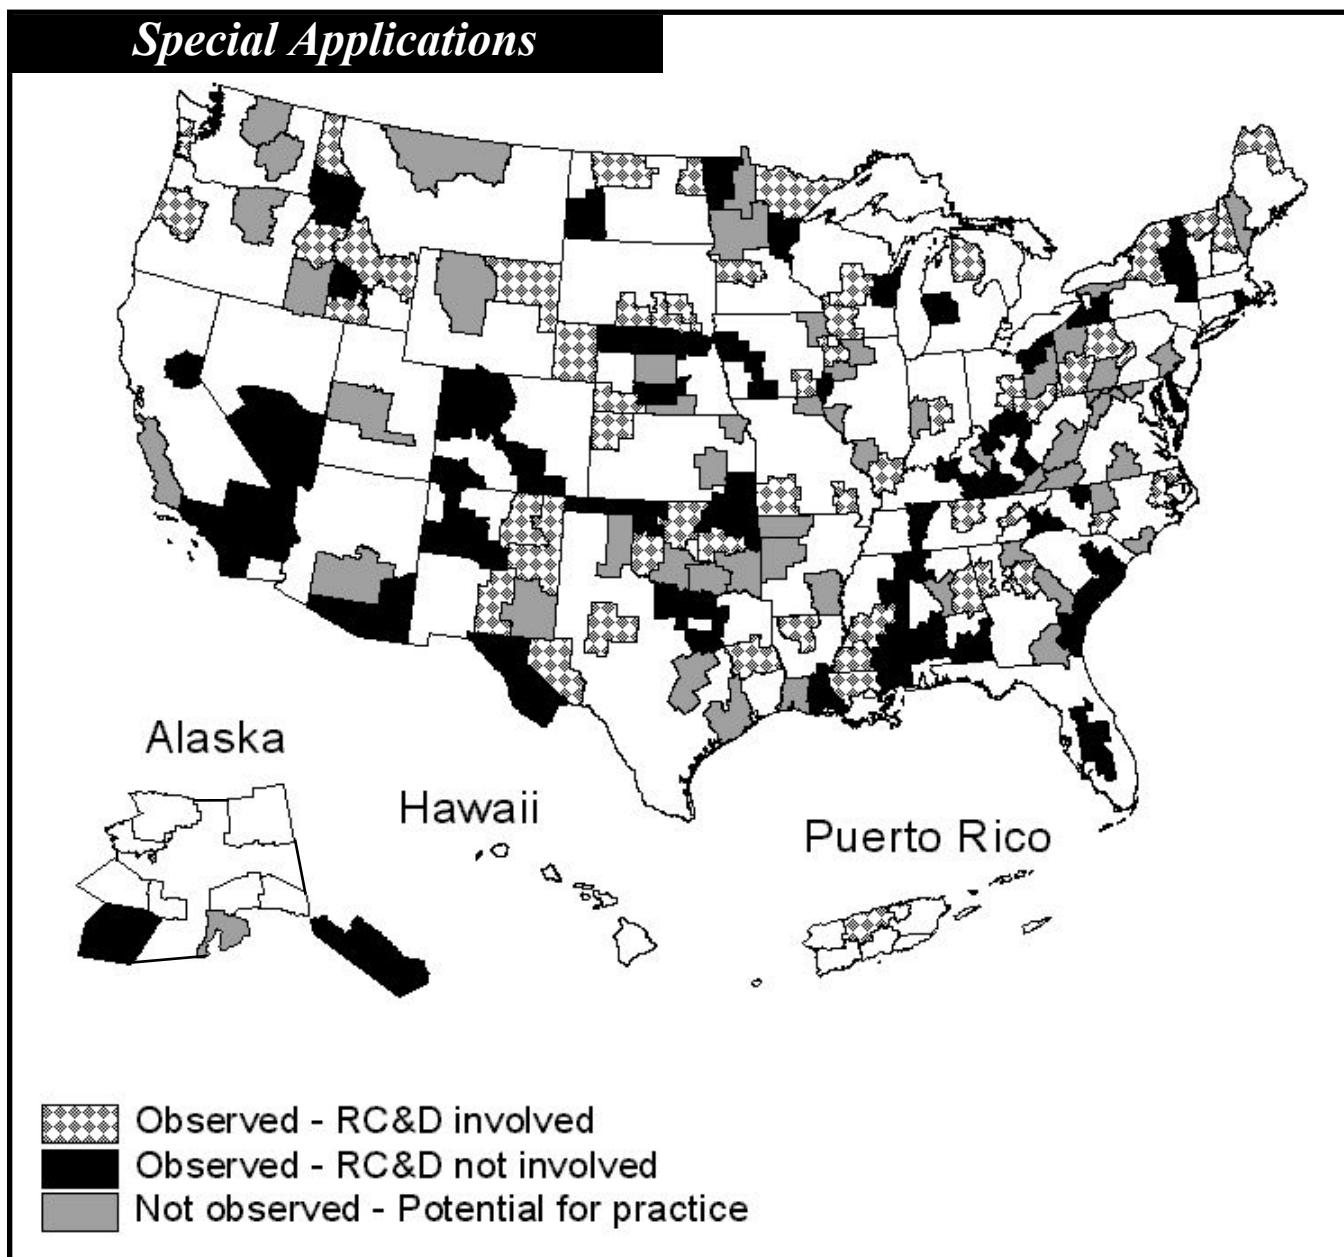 Special Applications
Alaska
Hawaii
Puerto Rico
Observed - RC&D involved
Observed - RC&D not involved
Not observed - Potential for practice